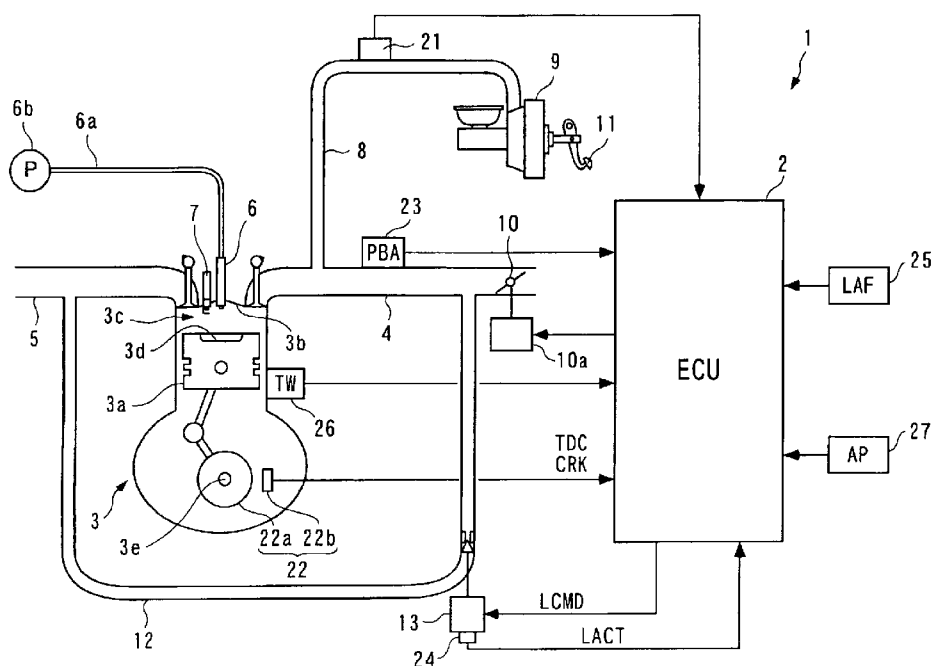 21
1
9
6b
6a
11
P
8
2
23
7
6
10
PBA
25
LAF
3c
5
3d
3b
4
10a
ECU
3a
TW
26
27
TDC
CRK
AP
3
22a 22b
3e
22
12
LCMD
13
LACT
24